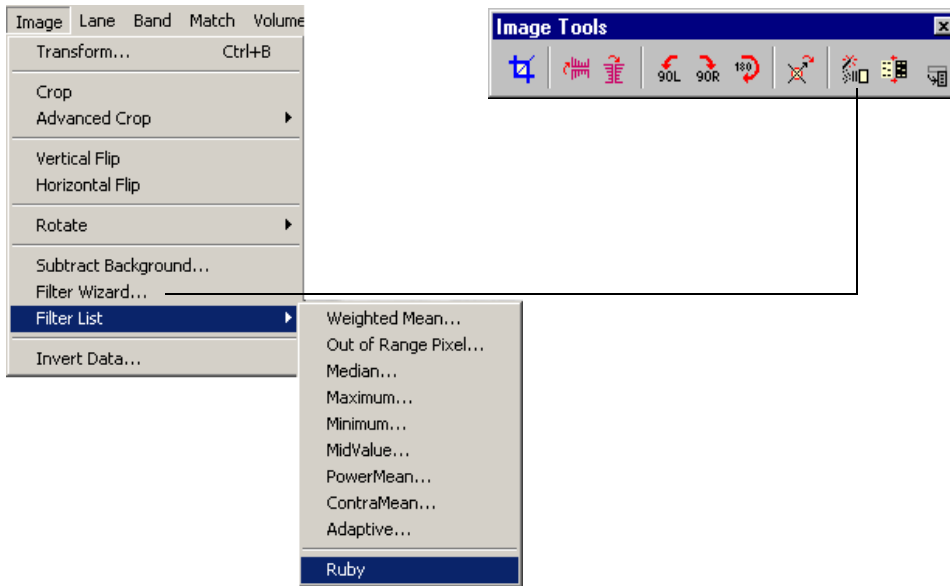 Image Lane Band Match Volume
Transform... Ctrl+B
Crop
Advanced Crop
Vertical Flip
Horizontal Flip
Rotate
Subtract Background...
Filter Wizard...
Filter List
Invert Data...
Weighted Mean...
Out of Range Pixel...
Median...
Maximum...
Minimum...
MidValue...
PowerMean...
ContraMean...
Adaptive...
Ruby
Image Tools
90L 90R 180